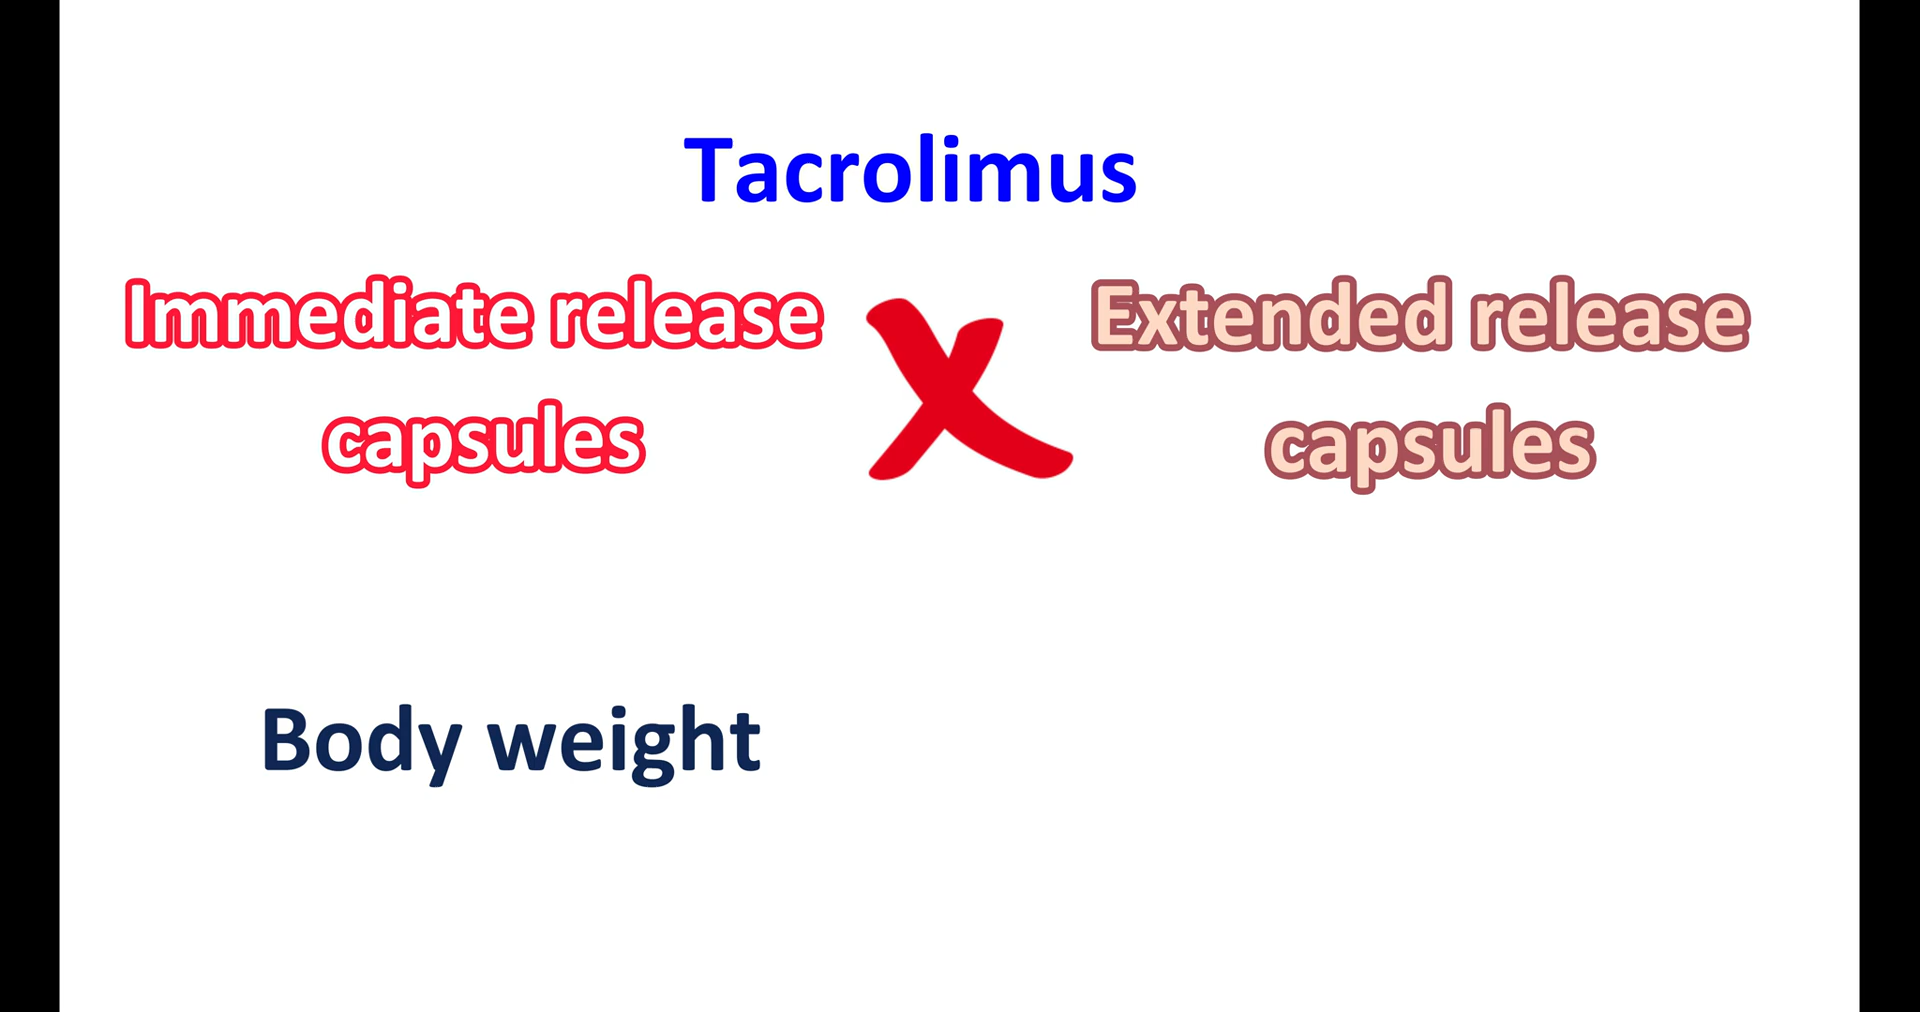 Tacrolimus
Immediate release
capsules
Extended release
capsules
Body weight